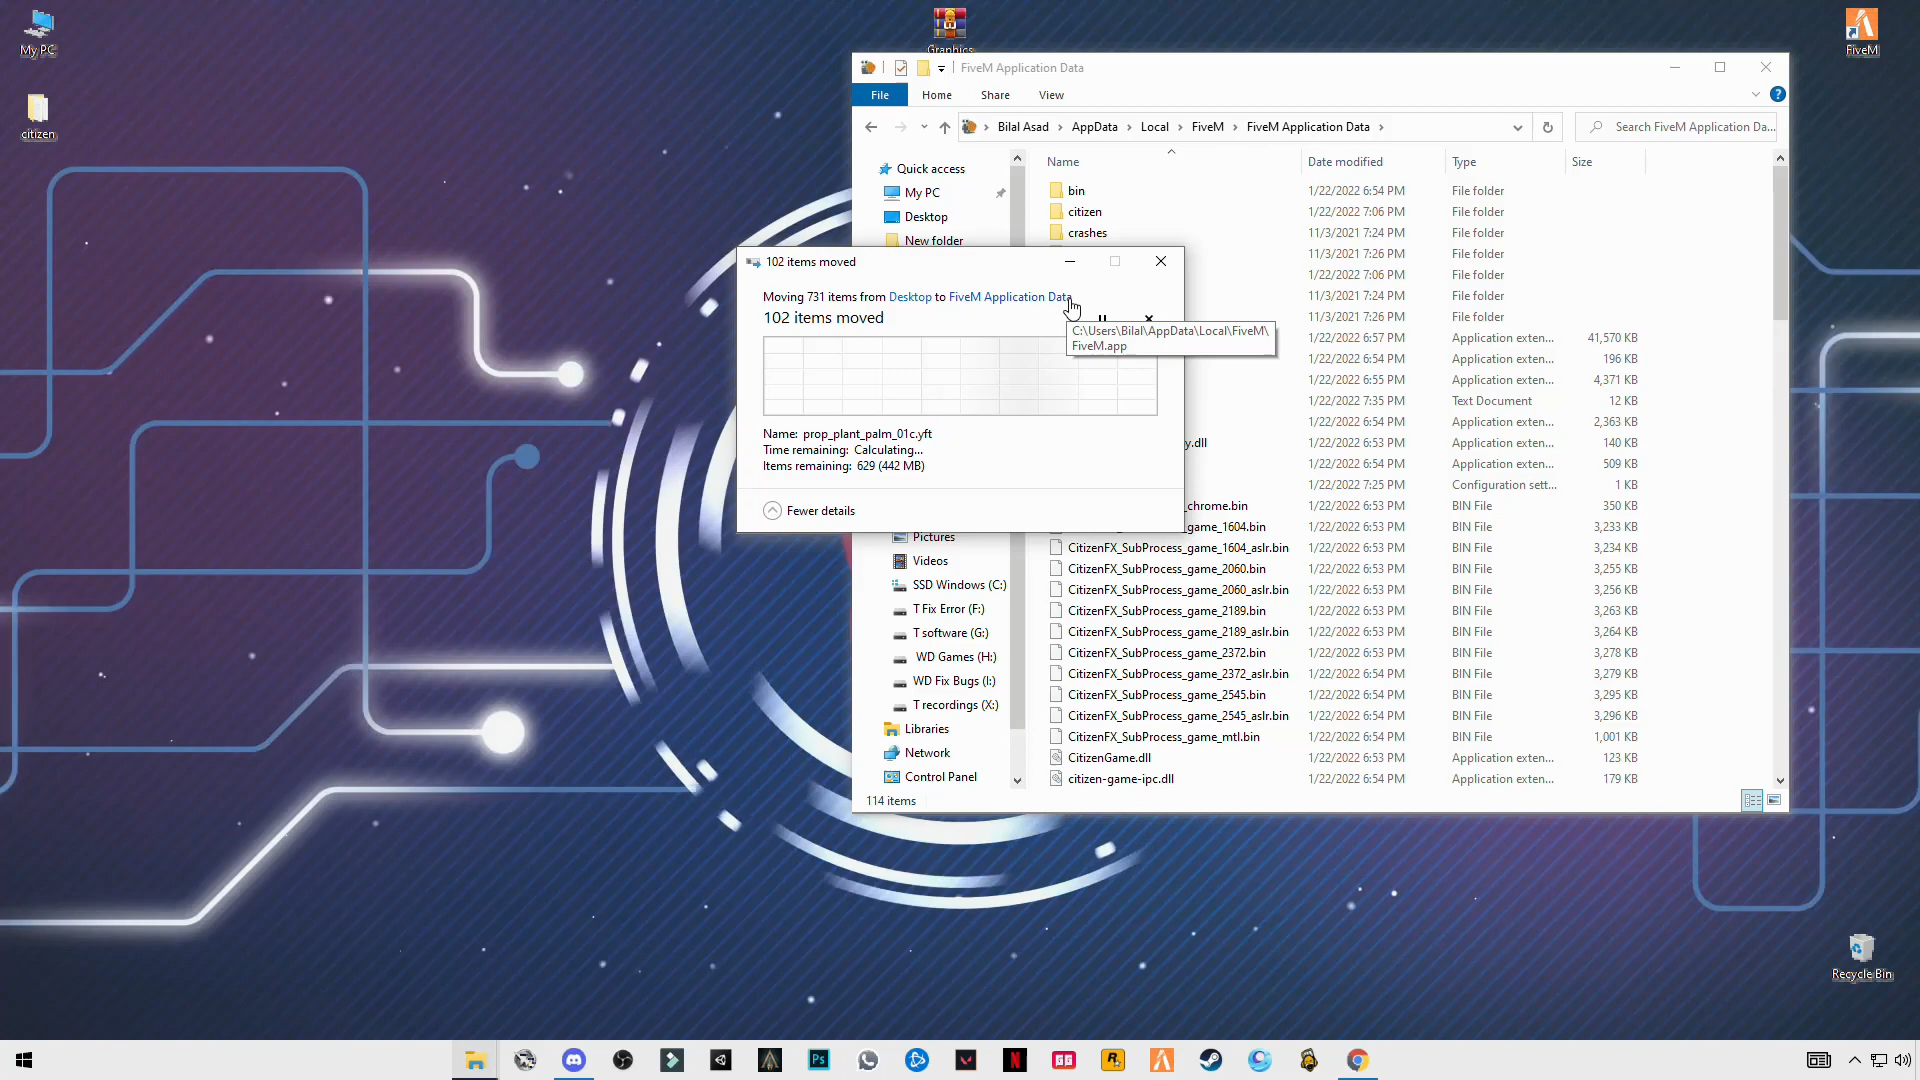 My PC
citizen
Graphics
FiveM
FiveM Application Data
File
Home
Share
View
Bilal Asad
AppData
Local
FiveM
FiveM Application Data
Search FiveM Application Da...
Name
Date modified
Type
Size
Quick access
My PC
Desktop
New folder
bin 1/22/2022 6:54 PM File folder
citizen 1/22/2022 7:06 PM File folder
crashes 11/3/2021 7:24 PM File folder
11/3/2021 7:26 PM File folder
1/22/2022 7:06 PM File folder
11/3/2021 7:24 PM File folder
11/3/2021 7:26 PM File folder
1/22/2022 6:57 PM Application exten... 41,570 KB
1/22/2022 6:54 PM Application exten... 196 KB
1/22/2022 6:55 PM Application exten... 4,371 KB
1/22/2022 7:35 PM Text Document 12 KB
1/22/2022 6:54 PM Application exten... 2,363 KB
y.dll 1/22/2022 6:53 PM Application exten... 140 KB
1/22/2022 6:54 PM Application exten... 509 KB
1/22/2022 7:25 PM Configuration sett... 1 KB
_chrome.bin 1/22/2022 6:53 PM BIN File 350 KB
game_1604.bin 1/22/2022 6:53 PM BIN File 3,233 KB
CitizenFX_SubProcess_game_1604_aslr.bin 1/22/2022 6:53 PM BIN File 3,234 KB
CitizenFX_SubProcess_game_2060.bin 1/22/2022 6:53 PM BIN File 3,255 KB
CitizenFX_SubProcess_game_2060_aslr.bin 1/22/2022 6:53 PM BIN File 3,256 KB
CitizenFX_SubProcess_game_2189.bin 1/22/2022 6:53 PM BIN File 3,263 KB
CitizenFX_SubProcess_game_2189_aslr.bin 1/22/2022 6:53 PM BIN File 3,264 KB
CitizenFX_SubProcess_game_2372.bin 1/22/2022 6:53 PM BIN File 3,278 KB
CitizenFX_SubProcess_game_2372_aslr.bin 1/22/2022 6:54 PM BIN File 3,279 KB
CitizenFX_SubProcess_game_2545.bin 1/22/2022 6:54 PM BIN File 3,295 KB
CitizenFX_SubProcess_game_2545_aslr.bin 1/22/2022 6:54 PM BIN File 3,296 KB
CitizenFX_SubProcess_game_mtl.bin 1/22/2022 6:54 PM BIN File 1,001 KB
CitizenGame.dll 1/22/2022 6:53 PM Application exten... 123 KB
citizen-game-ipc.dll 1/22/2022 6:54 PM Application exten... 179 KB
Pictures
Videos
SSD Windows (C:)
T Fix Error (F:)
T software (G:)
WD Games (H:)
WD Fix Bugs (I:)
T recordings (X:)
Libraries
Network
Control Panel
114 items
102 items moved
Moving 731 items from Desktop to FiveM Application Data
102 items moved
C:\Users\Bilal\AppData\Local\FiveM\
FiveM.app
Name: prop_plant_palm_01c.yft
Time remaining: Calculating...
Items remaining: 629 (442 MB)
Fewer details
Recycle Bin